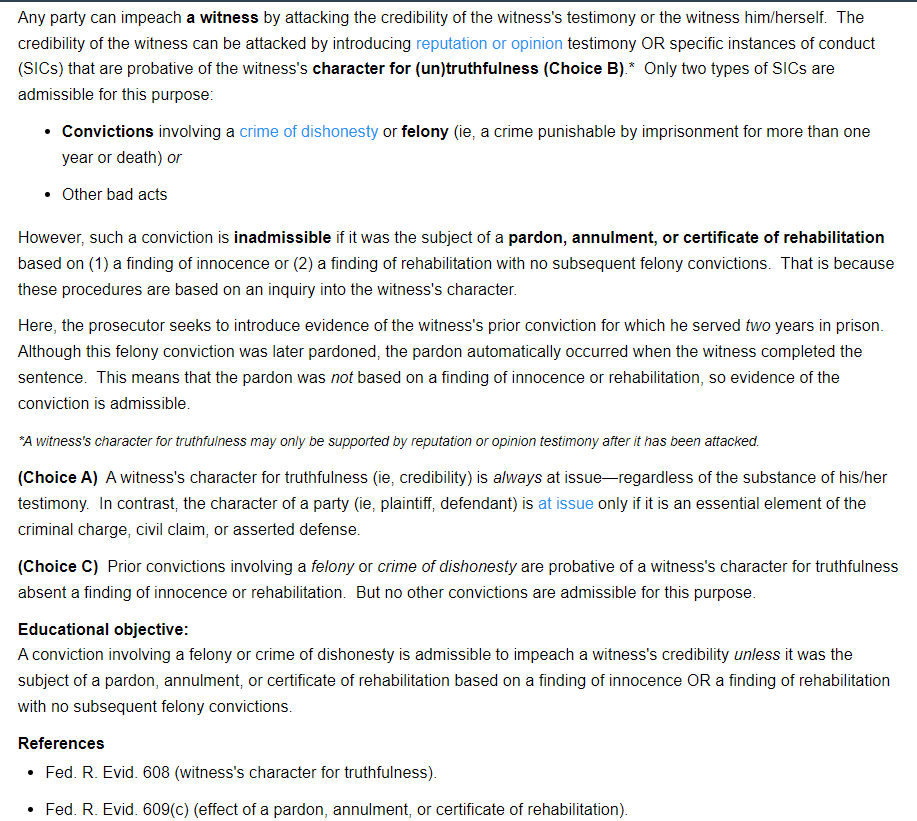 Any party can impeach a witness by attacking the credibility of the witness's testimony or the witness him/herself.  The
credibility of the witness can be attacked by introducing reputation or opinion testimony OR specific instances of conduct
(SICs) that are probative of the witness's character for (un)truthfulness (Choice B).*  Only two types of SICs are
admissible for this purpose:
• Convictions involving a crime of dishonesty or felony (ie, a crime punishable by imprisonment for more than one
year or death) or
• Other bad acts
However, such a conviction is inadmissible if it was the subject of a pardon, annulment, or certificate of rehabilitation
based on (1) a finding of innocence or (2) a finding of rehabilitation with no subsequent felony convictions.  That is because
these procedures are based on an inquiry into the witness's character.
Here, the prosecutor seeks to introduce evidence of the witness's prior conviction for which he served two years in prison.
Although this felony conviction was later pardoned, the pardon automatically occurred when the witness completed the
sentence.  This means that the pardon was not based on a finding of innocence or rehabilitation, so evidence of the
conviction is admissible.
*A witness's character for truthfulness may only be supported by reputation or opinion testimony after it has been attacked.
(Choice A)  A witness's character for truthfulness (ie, credibility) is always at issue—regardless of the substance of his/her
testimony.  In contrast, the character of a party (ie, plaintiff, defendant) is at issue only if it is an essential element of the
criminal charge, civil claim, or asserted defense.
(Choice C)  Prior convictions involving a felony or crime of dishonesty are probative of a witness's character for truthfulness
absent a finding of innocence or rehabilitation.  But no other convictions are admissible for this purpose.
Educational objective:
A conviction involving a felony or crime of dishonesty is admissible to impeach a witness's credibility unless it was the
subject of a pardon, annulment, or certificate of rehabilitation based on a finding of innocence OR a finding of rehabilitation
with no subsequent felony convictions.
References
• Fed. R. Evid. 608 (witness's character for truthfulness).
• Fed. R. Evid. 609(c) (effect of a pardon, annulment, or certificate of rehabilitation).